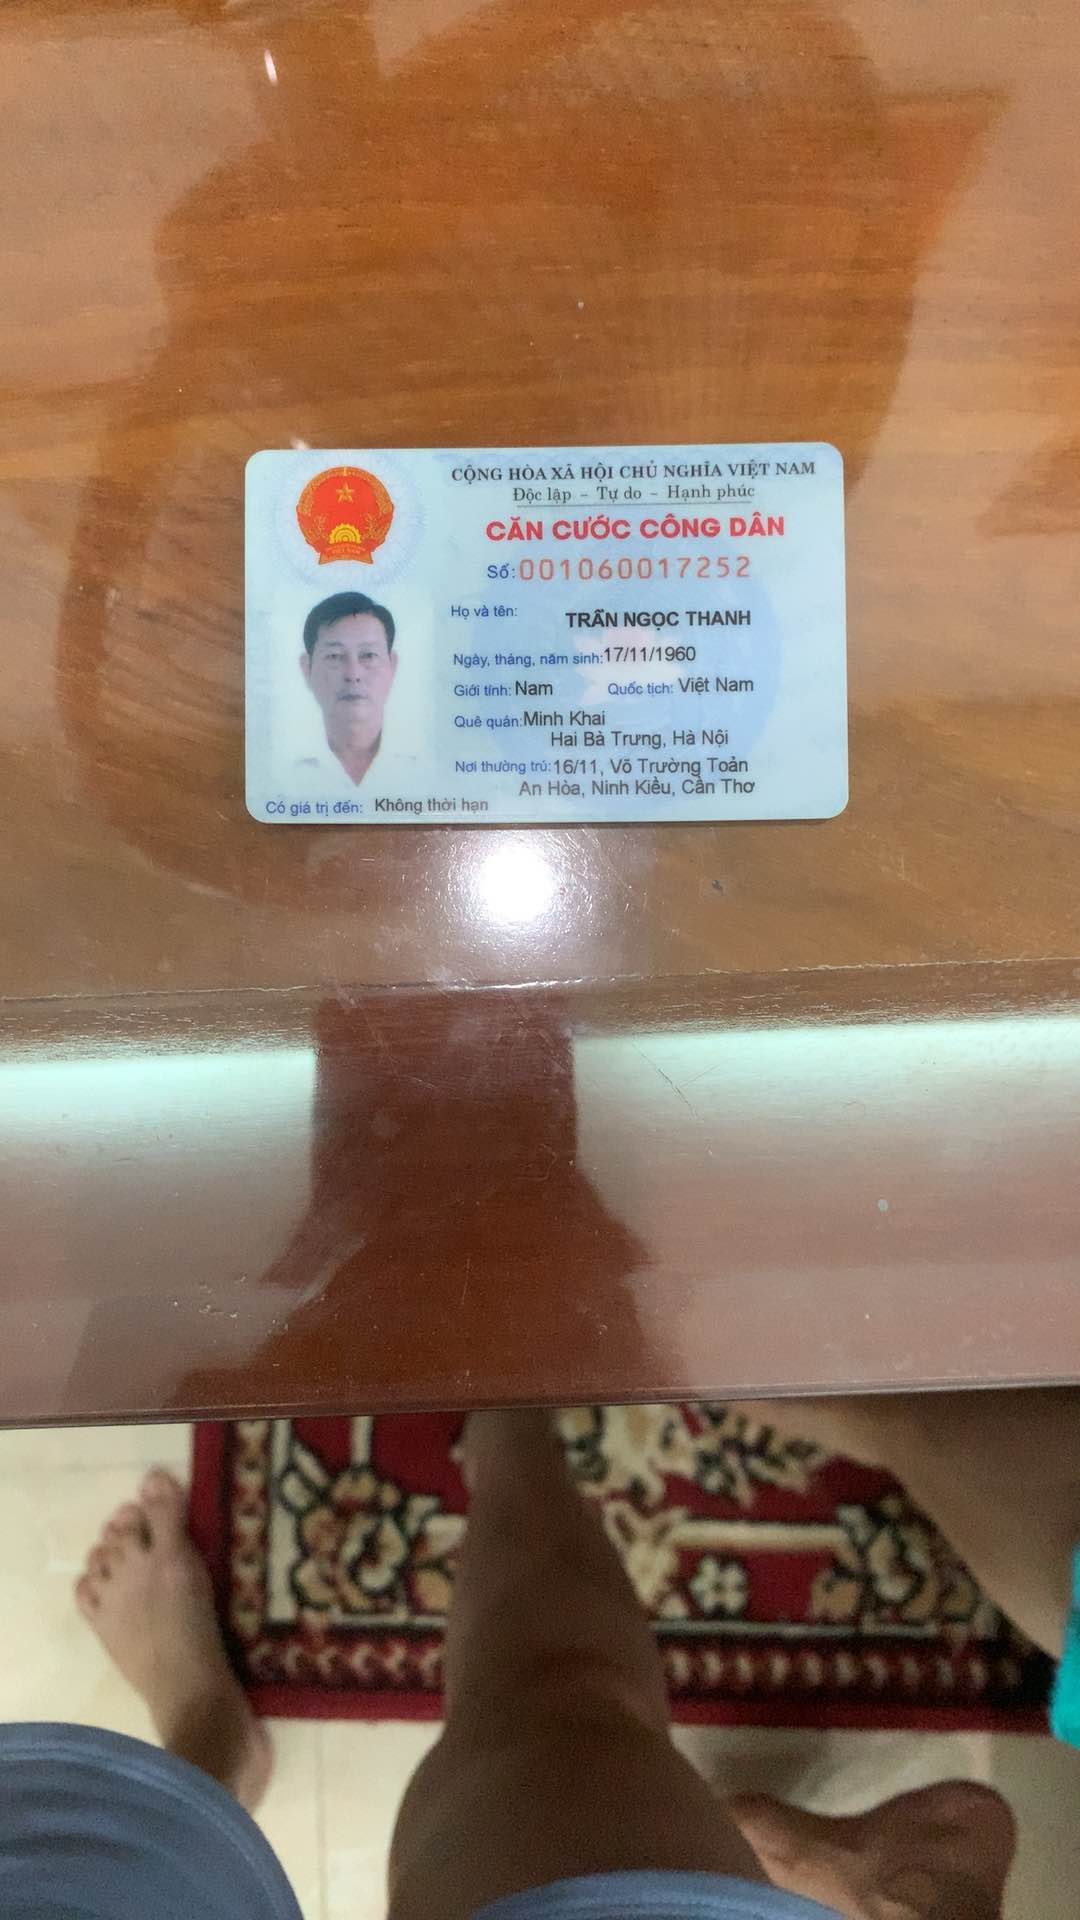 CỘNG HÒA XÃ HỘI CHỦ NGHĨA VIỆT NAM
Độc lập - Tự do - Hạnh phúc
CĂN CƯỚC CÔNG DÂN
Số: 001060017252
Họ và tên: TRẦN NGỌC THANH
Ngày, tháng, năm sinh: 17/11/1960
Giới tính: Nam Quốc tịch: Việt Nam
Quê quán: Minh Khai
Hai Bà Trưng, Hà Nội
Nơi thường trú: 16/11, Võ Trường Toản
An Hòa, Ninh Kiều, Cần Thơ
Có giá trị đến: Không thời hạn